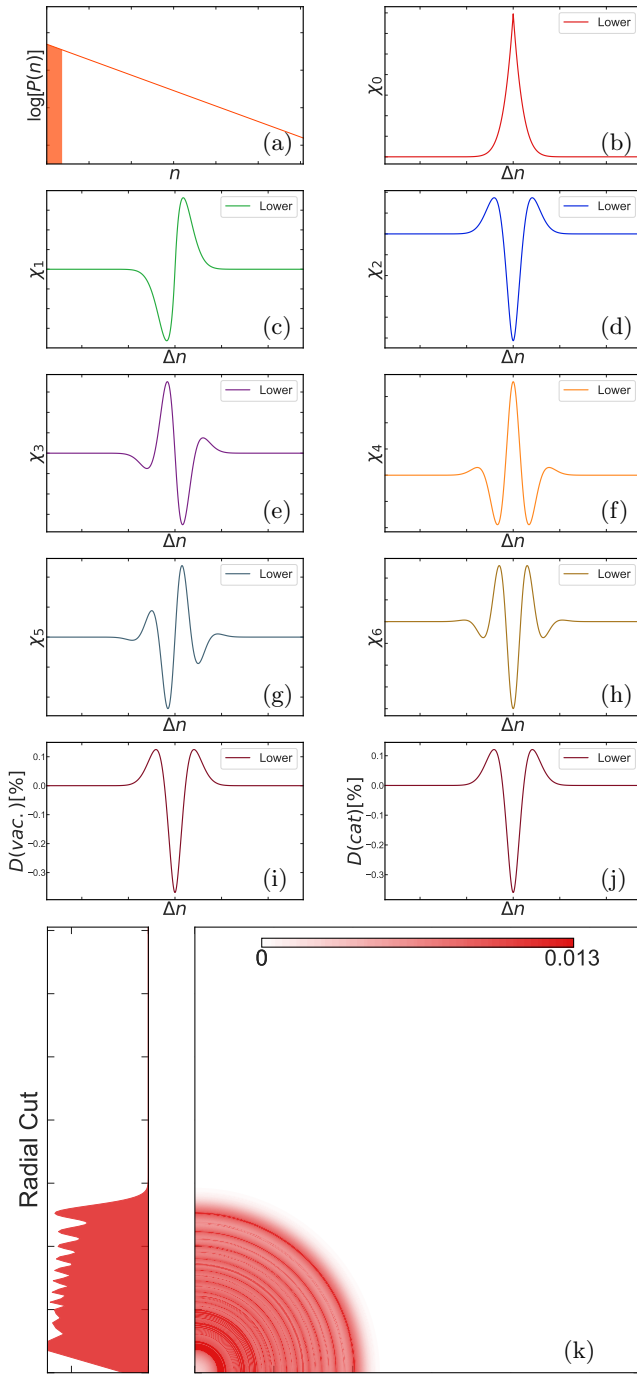 log[P(n)]
(a)
n
χ0
Lower
(b)
Δn
χ1
Lower
(c)
Δn
χ2
Lower
(d)
Δn
χ3
Lower
(e)
Δn
χ4
Lower
(f)
Δn
χ5
Lower
(g)
Δn
χ6
Lower
(h)
Δn
D(vac.)[%]
0.1
0.0
−0.1
−0.2
−0.3
Lower
(i)
Δn
D(cat)[%]
0.1
0.0
−0.1
−0.2
−0.3
Lower
(j)
Δn
Radial Cut
0
0.013
(k)